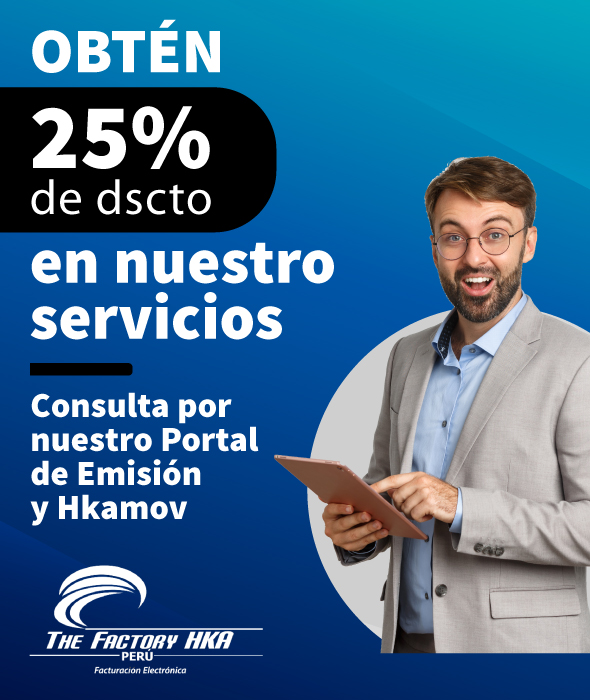 OBTÉN
25%
de dscto
en nuestro
servicios
Consulta por
nuestro Portal
de Emisión
y Hkamov
THE FACTORY HKA
PERÚ
Facturación Electrónica